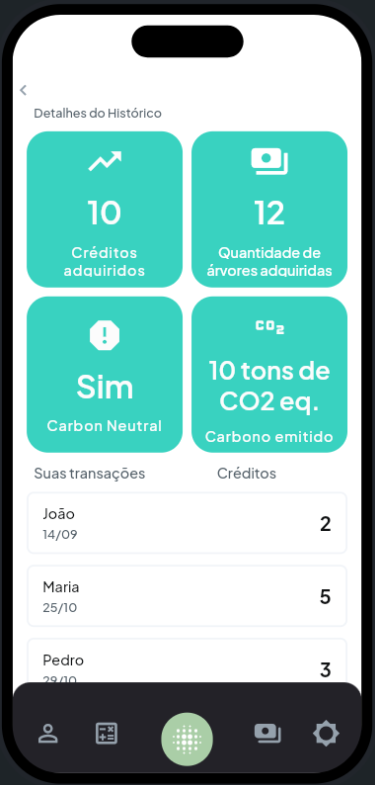 Detalhes do Histórico
10
Créditos
adquiridos
12
Quantidade de
árvores adquiridas
Sim
Carbon Neutral
CO2
10 tons de
CO2 eq.
Carbono emitido
Suas transações
Créditos
João
14/09
2
Maria
25/10
5
Pedro
29/10
3